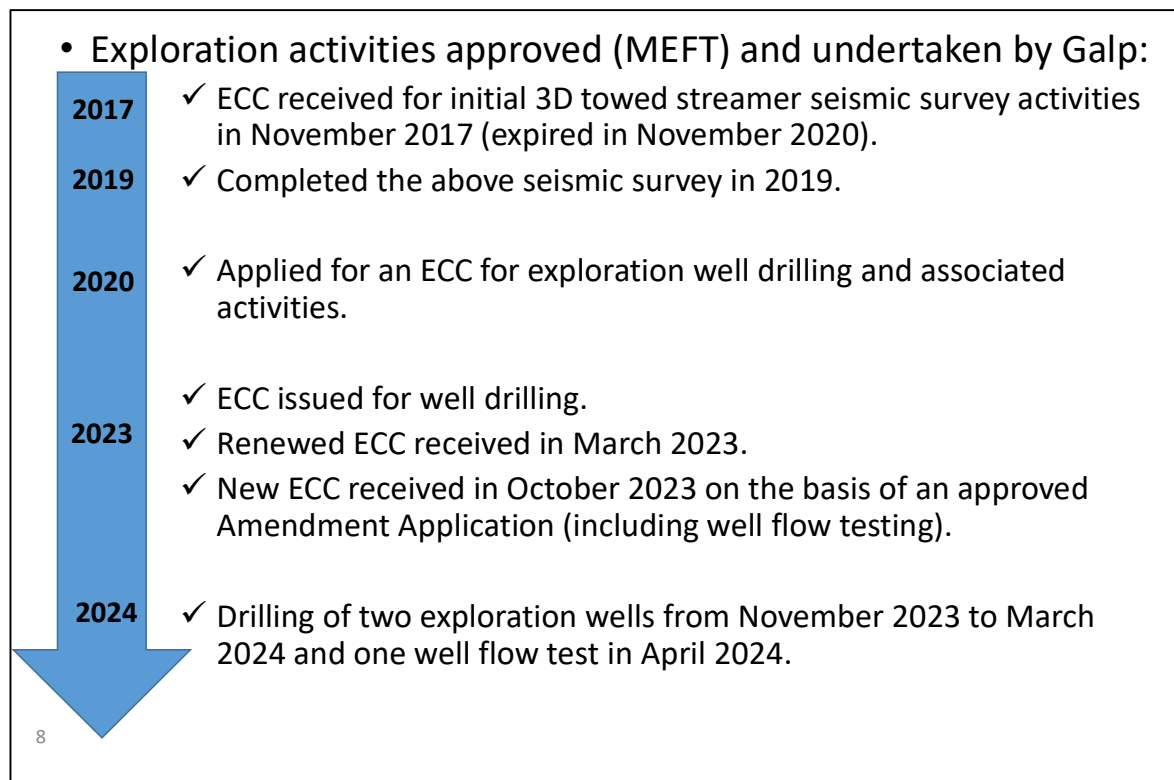 • Exploration activities approved (MEFT) and undertaken by Galp:
2017
✓ ECC received for initial 3D towed streamer seismic survey activities
in November 2017 (expired in November 2020).
2019
✓ Completed the above seismic survey in 2019.
2020
✓ Applied for an ECC for exploration well drilling and associated
activities.
2023
✓ ECC issued for well drilling.
✓ Renewed ECC received in March 2023.
✓ New ECC received in October 2023 on the basis of an approved
Amendment Application (including well flow testing).
2024
✓ Drilling of two exploration wells from November 2023 to March
2024 and one well flow test in April 2024.
8